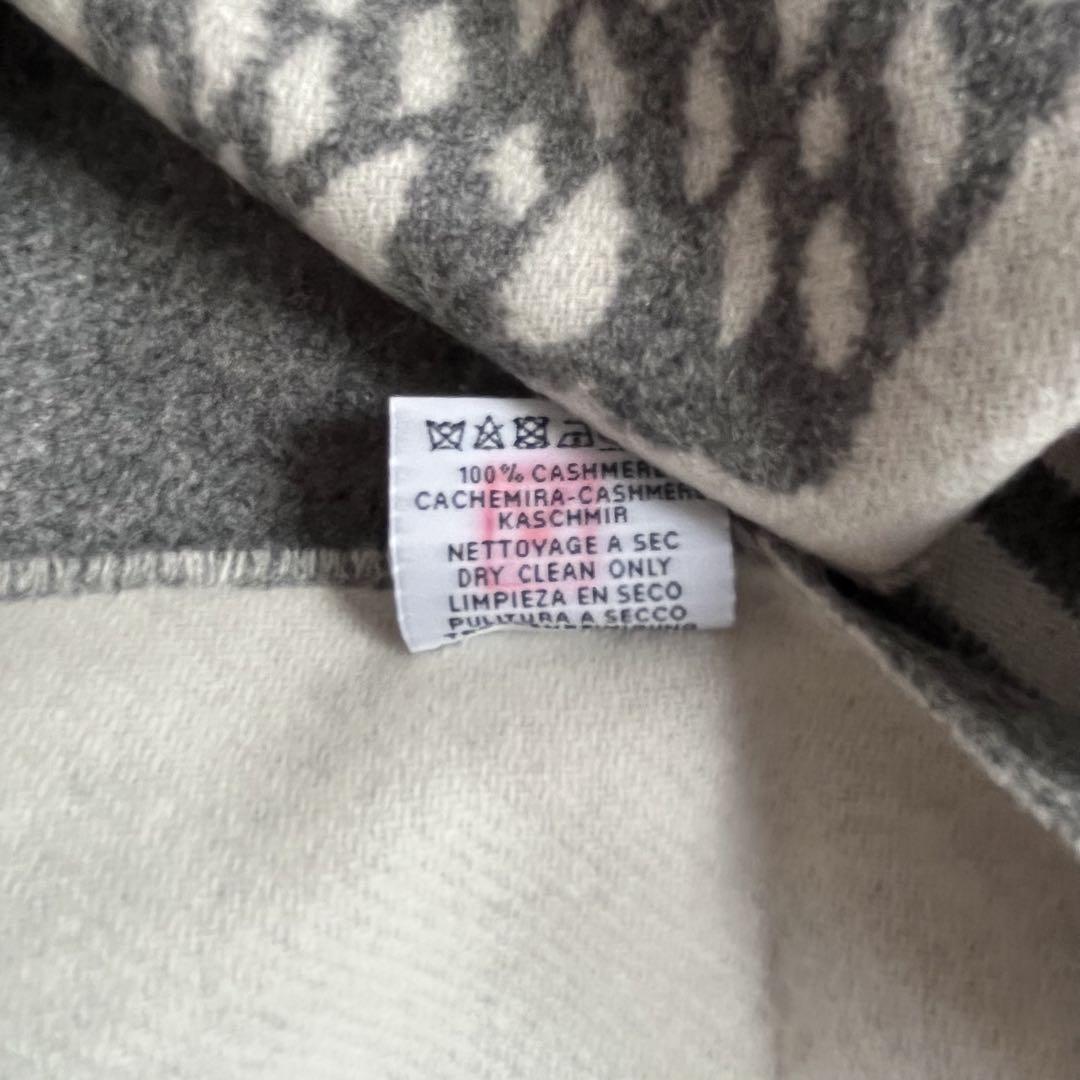 100% CASHMERE
CACHEMIRA-CASHMERE
KASCHMIR
NETTOYAGE A SEC
DRY CLEAN ONLY
LIMPIEZA EN SECO
PULITURA A SECCO